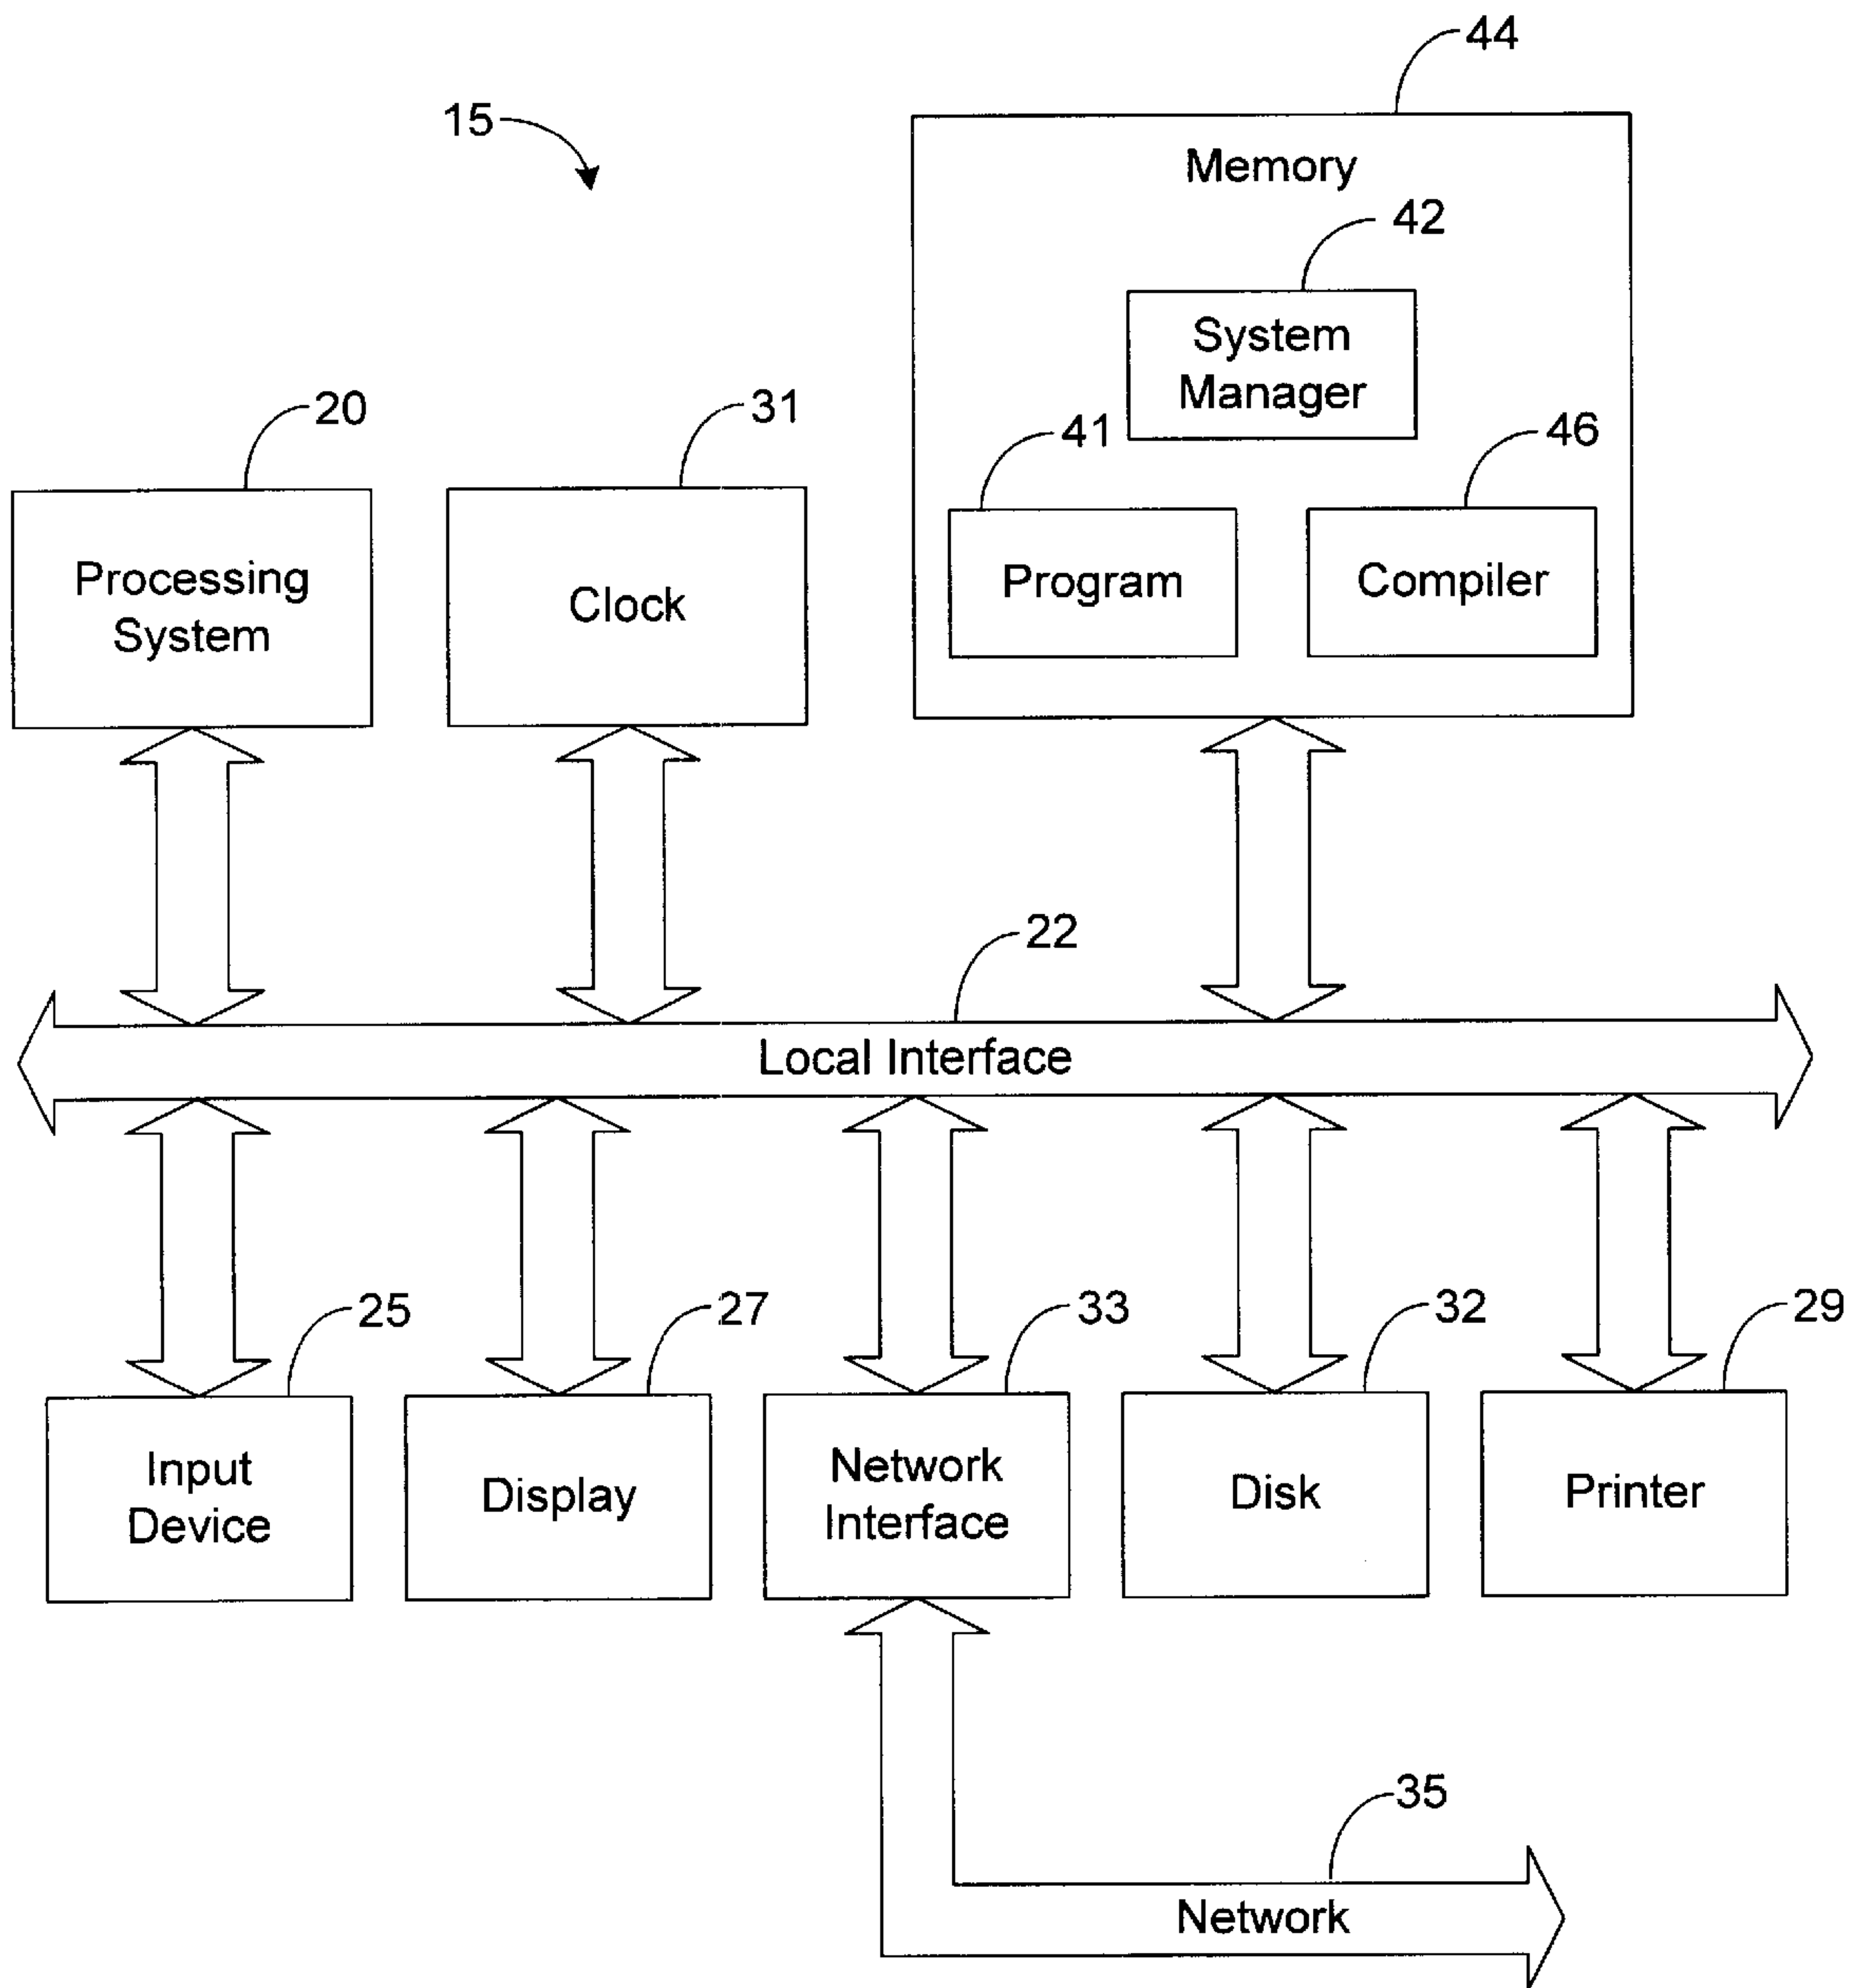 44
15
Memory
42
System
Manager
20
31
41
46
Processing
System
Clock
Program
Compiler
22
Local Interface
25
27
33
32
29
Input
Device
Display
Network
Interface
Disk
Printer
35
Network